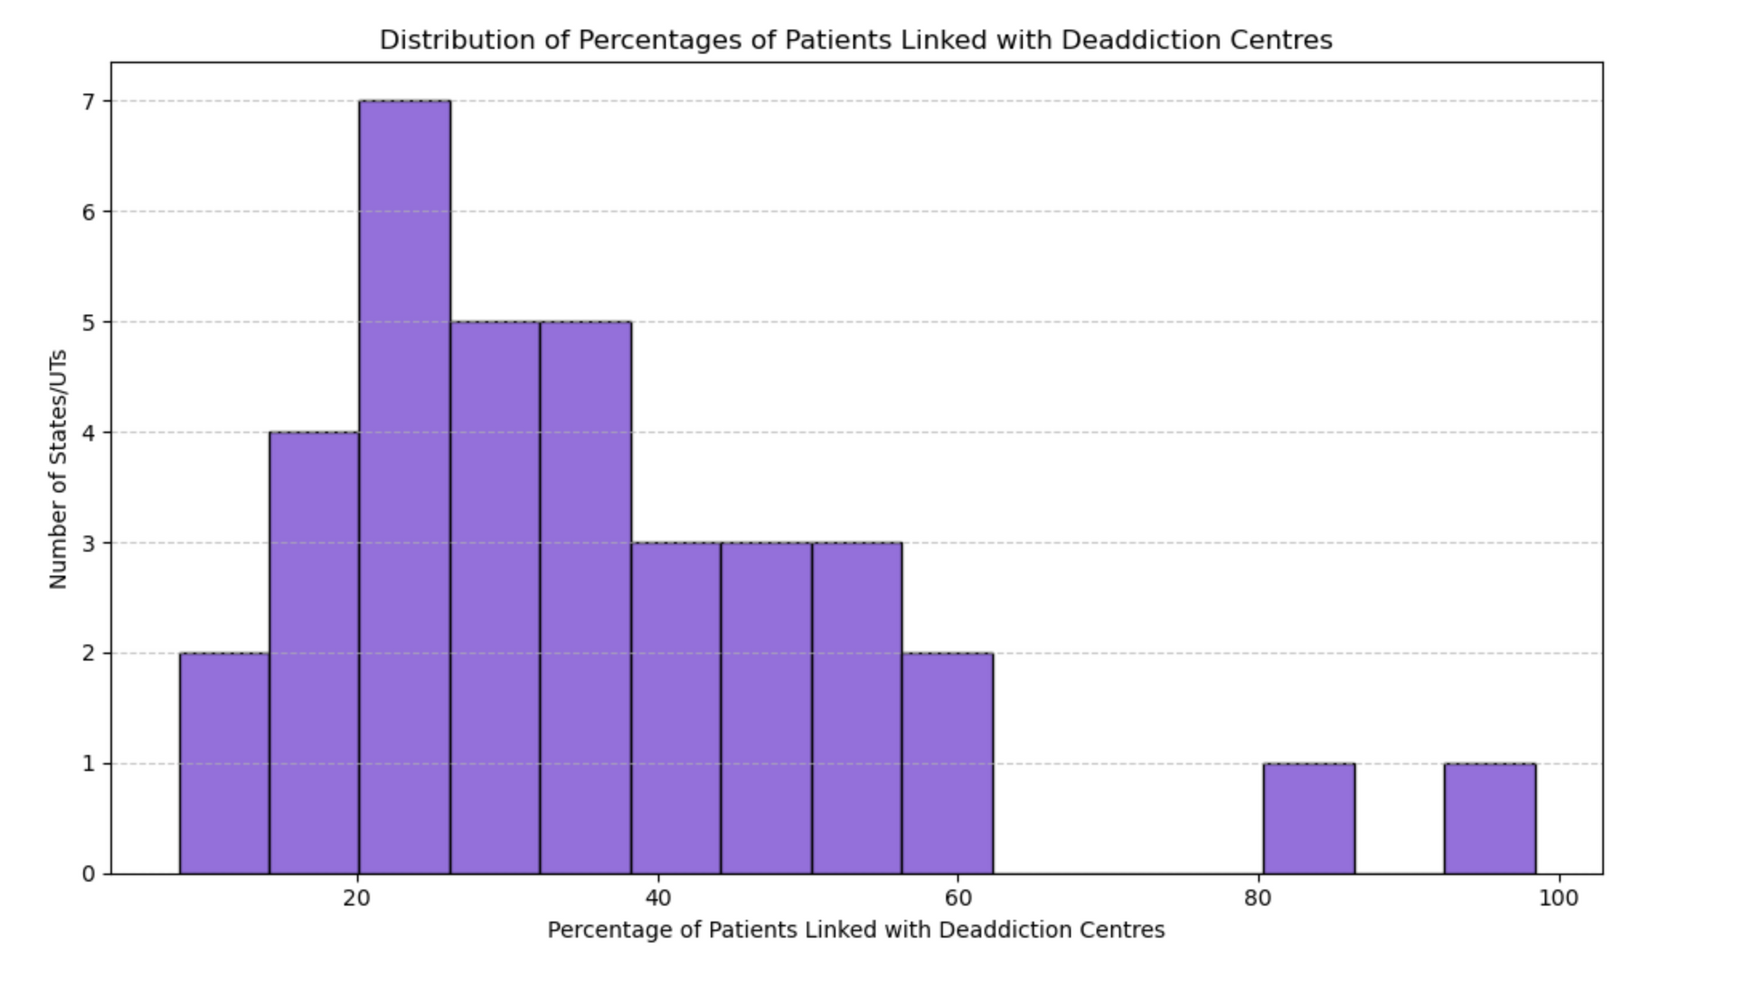 Distribution of Percentages of Patients Linked with Deaddiction Centres
7
6
5
4
3
2
1
0
Number of States/UTs
20 40 60 80 100
Percentage of Patients Linked with Deaddiction Centres